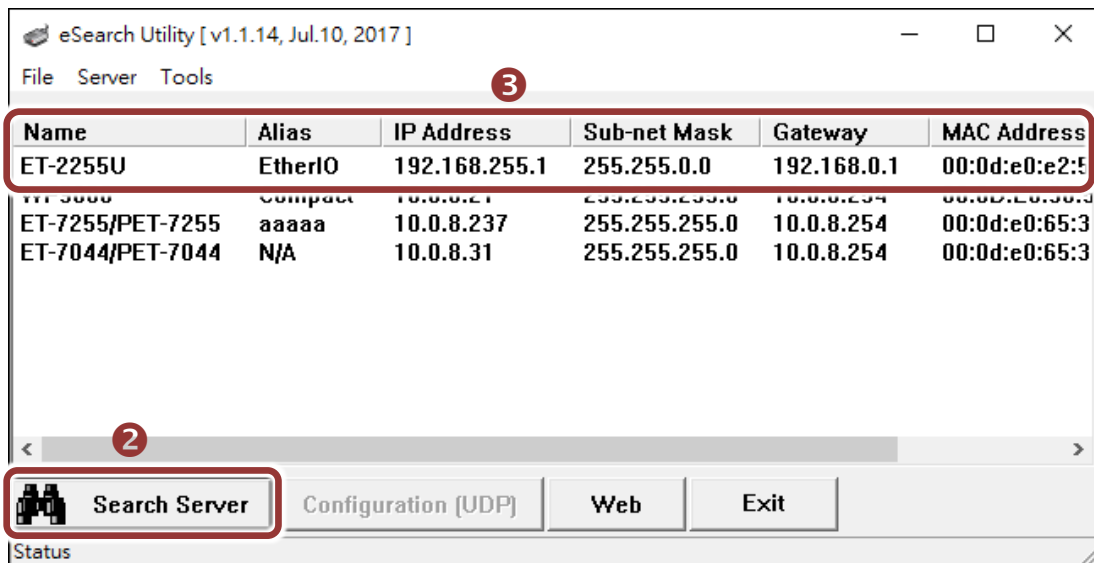 eSearch Utility [ v1.1.14, Jul.10, 2017 ]
File Server Tools
3
Name Alias IP Address Sub-net Mask Gateway MAC Address
ET-2255U EtherIO 192.168.255.1 255.255.0.0 192.168.0.1 00:0d:e0:e2:5
ET-7255/PET-7255 aaaaa 10.0.8.237 255.255.255.0 10.0.8.254 00:0d:e0:65:3
ET-7044/PET-7044 N/A 10.0.8.31 255.255.255.0 10.0.8.254 00:0d:e0:65:3
2
Search Server Configuration (UDP) Web Exit
Status